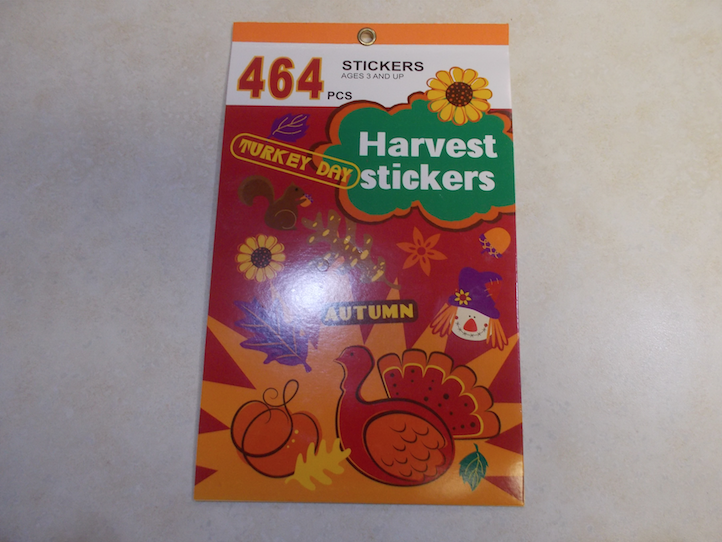 464
PCS
STICKERS
AGES 3 AND UP
Harvest
stickers
TURKEY DAY
AUTUMN